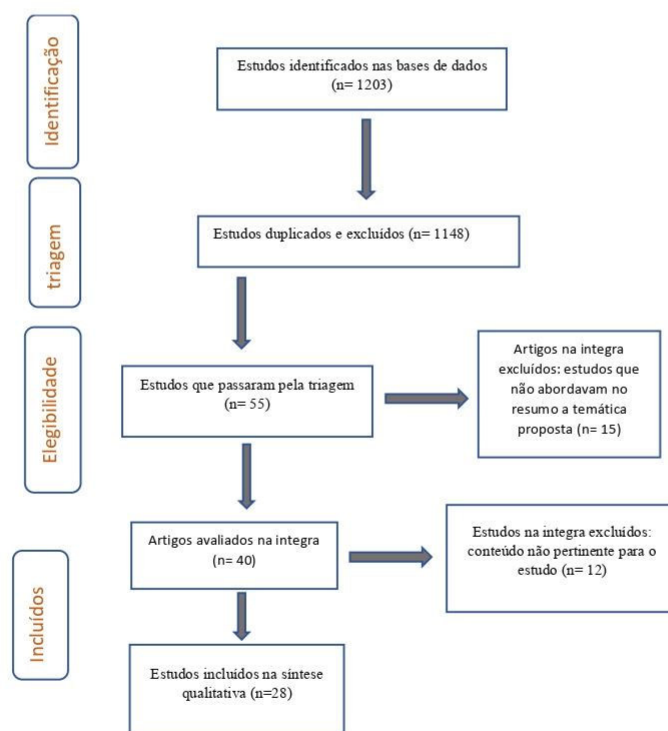 Identificação
Estudos identificados nas bases de dados
(n= 1203)
triagem
Estudos duplicados e excluídos (n= 1148)
Elegibilidade
Estudos que passaram pela triagem
(n= 55)
Artigos na integra
excluídos: estudos que
não abordavam no
resumo a temática
proposta (n= 15)
Incluídos
Artigos avaliados na integra
(n= 40)
Estudos na integra excluídos:
conteúdo não pertinente para o
estudo (n= 12)
Estudos incluídos na síntese
qualitativa (n=28)